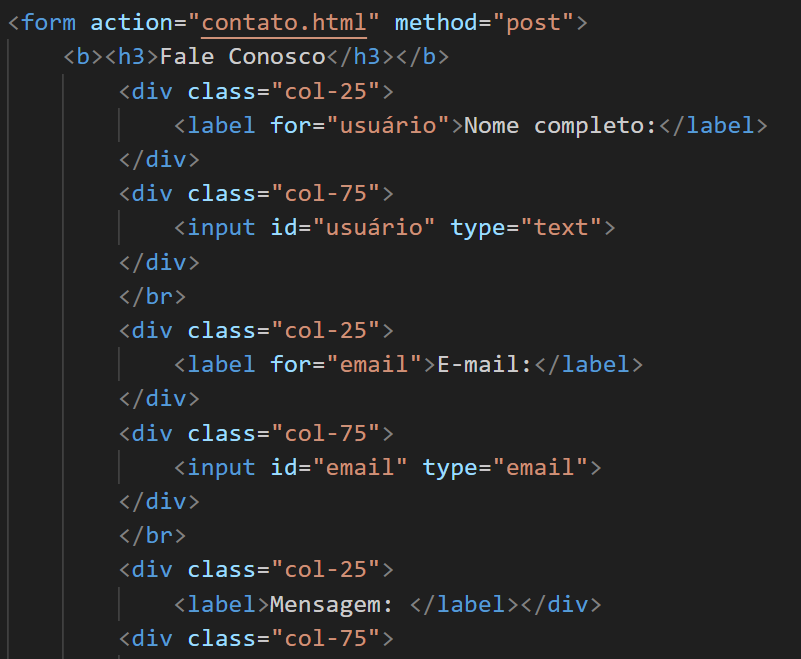 <form action="contato.html" method="post">
<b><h3>Fale Conosco</h3></b>
<div class="col-25">
<label for="usuário">Nome completo:</label>
</div>
<div class="col-75">
<input id="usuário" type="text">
</div>
</br>
<div class="col-25">
<label for="email">E-mail:</label>
</div>
<div class="col-75">
<input id="email" type="email">
</div>
</br>
<div class="col-25">
<label>Mensagem: </label></div>
<div class="col-75">